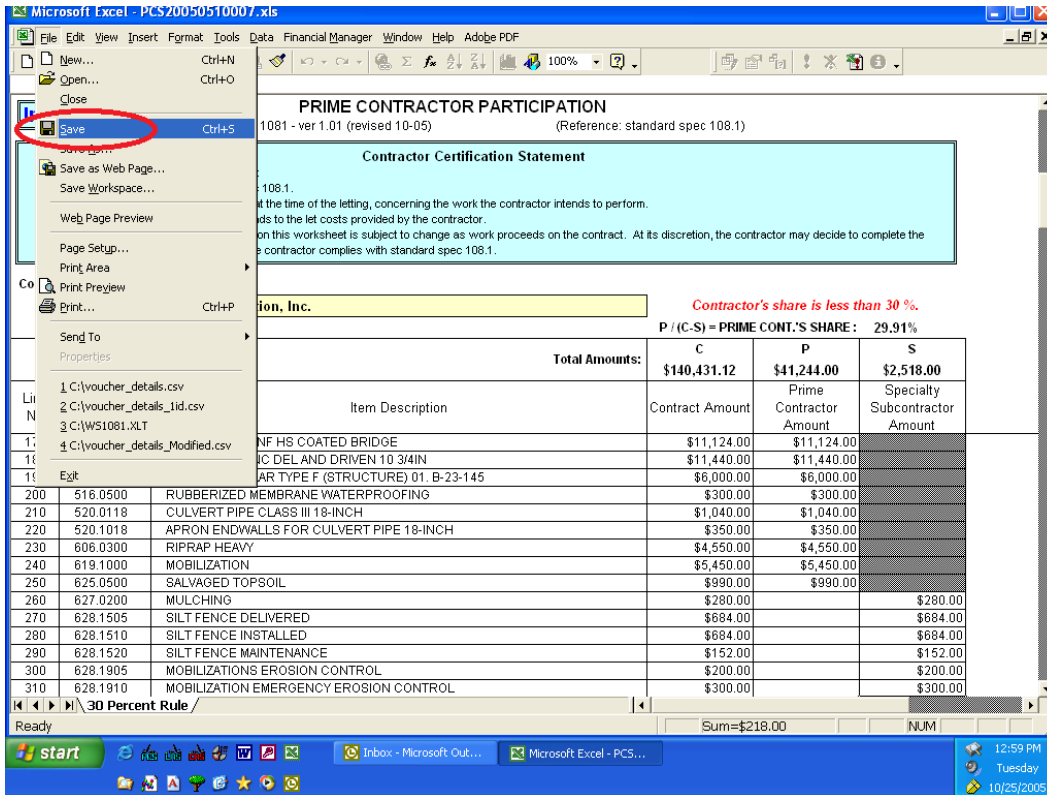 Microsoft Excel - PCS20050510007.xls
File Edit View Insert Format Tools Data Financial Manager Window Help Adobe PDF
New... Ctrl+N
100%
Open... Ctrl+O
Close
PRIME CONTRACTOR PARTICIPATION
Save Ctrl+S
1081 - ver 1.01 (revised 10-05) (Reference: standard spec 108.1)
Save As...
Contractor Certification Statement
Save as Web Page...
Save Workspace...
108.1.
at the time of the letting, concerning the work the contractor intends to perform.
Web Page Preview
ds to the let costs provided by the contractor.
on this worksheet is subject to change as work proceeds on the contract. At its discretion, the contractor may decide to complete the
Page Setup...
e contractor complies with standard spec 108.1.
Print Area
Co
Print Preview
Print... Ctrl+P
tion, Inc. Contractor's share is less than 30 %.
P / (C-S) = PRIME CONT.'S SHARE : 29.91%
Send To
Properties
Total Amounts: C P S
$140,431.12 $41,244.00 $2,518.00
1 C:\voucher_details.csv
2 C:\voucher_details_1id.csv
3 C:\WS1081.XLT
4 C:\voucher_details_Modified.csv
Exit
Li
N
Item Description Contract Amount Prime Contractor Amount Specialty Subcontractor Amount
17 NF HS COATED BRIDGE $11,124.00 $11,124.00
18 NC DEL AND DRIVEN 10 3/4IN $11,440.00 $11,440.00
19 AR TYPE F (STRUCTURE) 01. B-23-145 $6,000.00 $6,000.00
200 516.0500 RUBBERIZED MEMBRANE WATERPROOFING $300.00 $300.00
210 520.0118 CULVERT PIPE CLASS III 18-INCH $1,040.00 $1,040.00
220 520.1018 APRON ENDWALLS FOR CULVERT PIPE 18-INCH $350.00 $350.00
230 606.0300 RIPRAP HEAVY $4,550.00 $4,550.00
240 619.1000 MOBILIZATION $5,450.00 $5,450.00
250 625.0500 SALVAGED TOPSOIL $990.00 $990.00
260 627.0200 MULCHING $280.00 $280.00
270 628.1505 SILT FENCE DELIVERED $684.00 $684.00
280 628.1510 SILT FENCE INSTALLED $684.00 $684.00
290 628.1520 SILT FENCE MAINTENANCE $152.00 $152.00
300 628.1905 MOBILIZATIONS EROSION CONTROL $200.00 $200.00
310 628.1910 MOBILIZATION EMERGENCY EROSION CONTROL $300.00 $300.00
30 Percent Rule
Ready Sum=$218.00 NUM
start Inbox - Microsoft Out... Microsoft Excel - PCS... 12:59 PM
Tuesday
10/25/2005